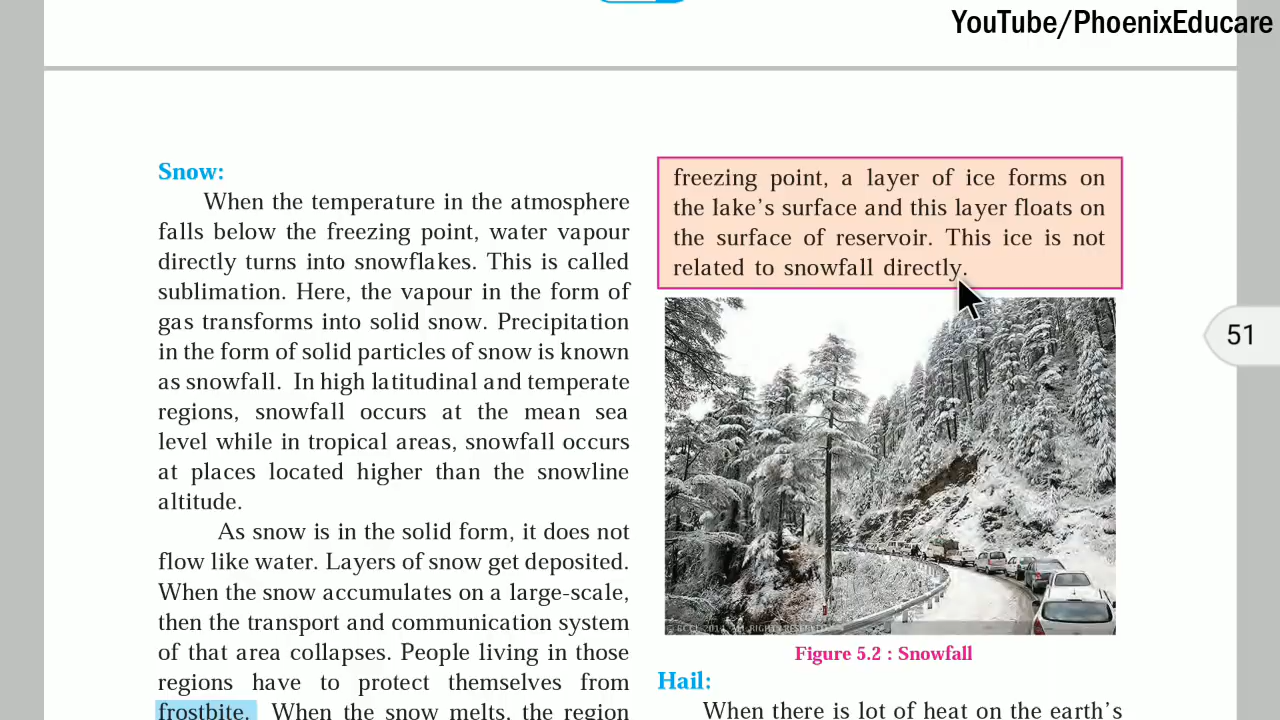 YouTube/PhoenixEducare
Snow:
When the temperature in the atmosphere
falls below the freezing point, water vapour
directly turns into snowflakes. This is called
sublimation. Here, the vapour in the form of
gas transforms into solid snow. Precipitation
in the form of solid particles of snow is known
as snowfall. In high latitudinal and temperate
regions, snowfall occurs at the mean sea
level while in tropical areas, snowfall occurs
at places located higher than the snowline
altitude.
As snow is in the solid form, it does not
flow like water. Layers of snow get deposited.
When the snow accumulates on a large-scale,
then the transport and communication system
of that area collapses. People living in those
regions have to protect themselves from
frostbite. When the snow melts, the region
freezing point, a layer of ice forms on
the lake's surface and this layer floats on
the surface of reservoir. This ice is not
related to snowfall directly.
© BCCL 2014. ALL RIGHTS RESERVED
Figure 5.2 : Snowfall
Hail:
When there is lot of heat on the earth's
51